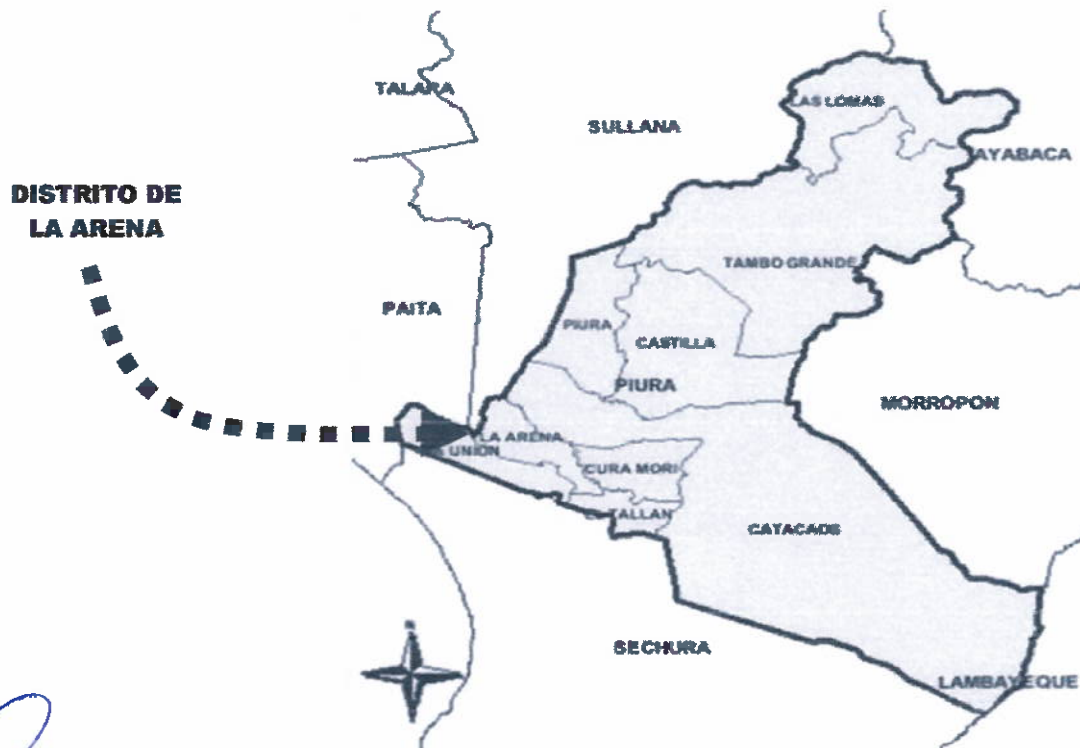 TALARA
LAS LOMAS
SULLANA
AYABACA
DISTRITO DE
LA ARENA
TAMBO GRANDE
PAITA
PIURA
CASTILLA
PIURA
MORROPON
LA ARENA
UNION
CURA MORI
EL TALLAN
CATACAOS
SECHURA
LAMBAYEQUE